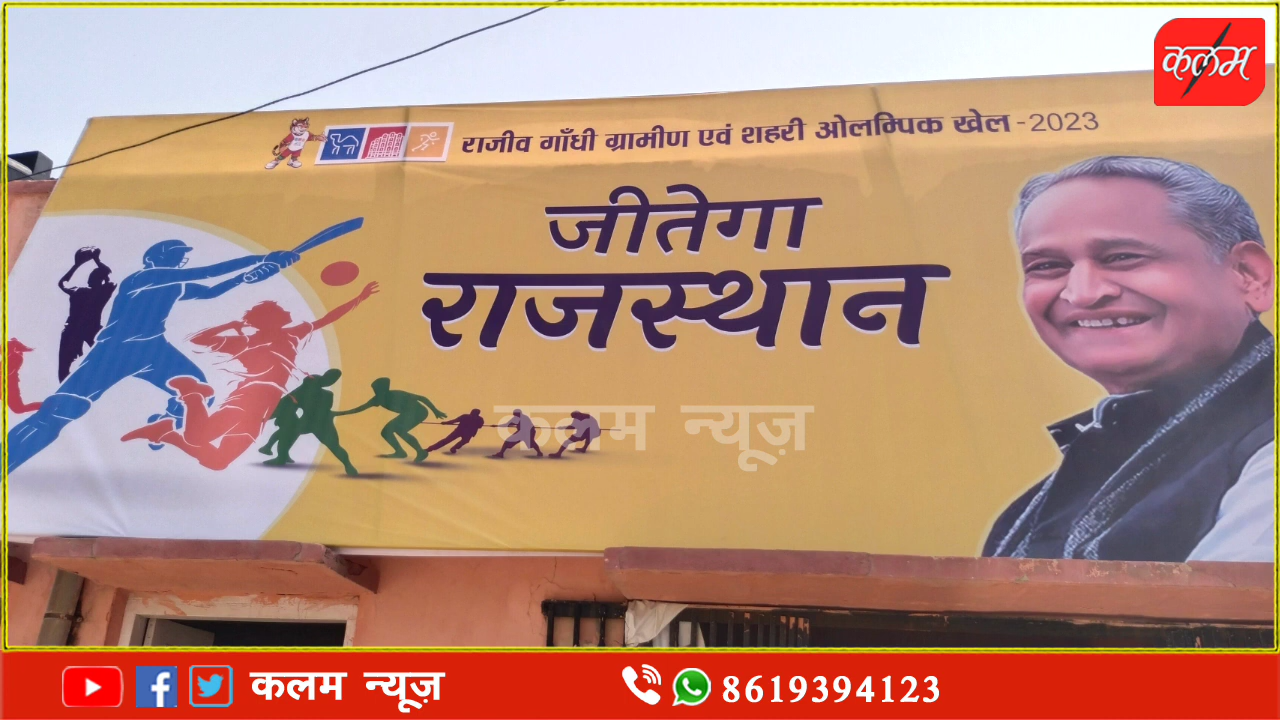 कलम
राजीव गाँधी ग्रामीण एवं शहरी ओलम्पिक खेल -2023
जीतेगा
राजस्थान
कलम न्यूज़
कलम न्यूज़
8619394123